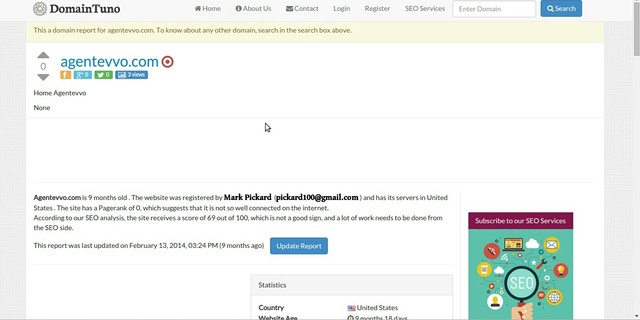 DomainTuno
Home
About Us
Contact
Login
Register
SEO Services
Enter Domain
Search
This a domain report for agentevvo.com. To know about any other domain, search in the search box above.
0
agentevvo.com
0
0
3 views
Home Agentevvo
None
Agentevvo.com is 9 months old . The website was registered by Mark Pickard (pickard100@gmail.com ) and has its servers in United
States . The site has a Pagerank of 0, which suggests that it is not so well connected on the internet.
According to our SEO analysis, the site receives a score of 69 out of 100, which is not a good sign, and a lot of work needs to be done from
the SEO side.
This report was last updated on February 13, 2014, 03:24 PM (9 months ago)
Update Report
Subscribe to our SEO Services
SEO
Statistics
Country
United States
Website Age
9 months 18 days